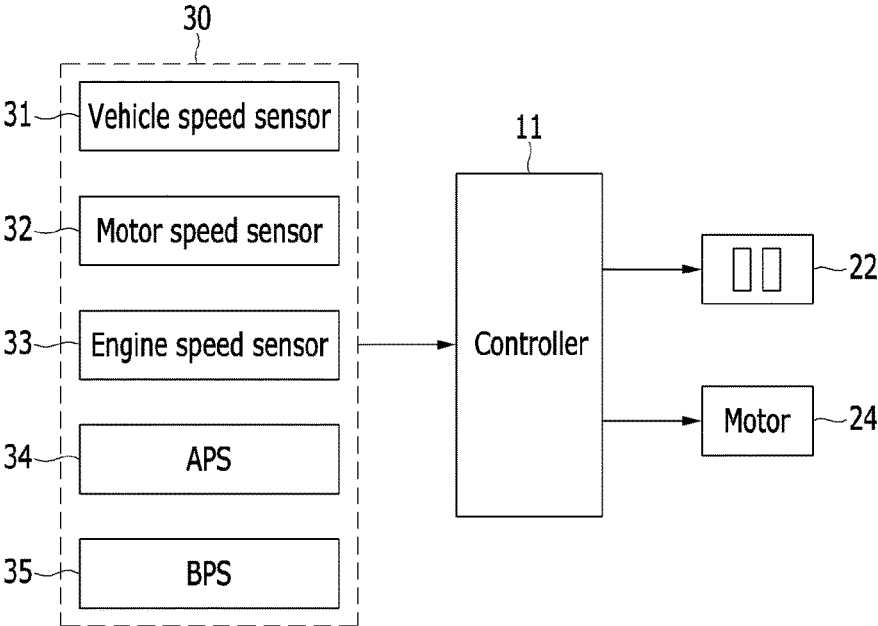 30
31
Vehicle speed sensor
32
Motor speed sensor
33
Engine speed sensor
34
APS
35
BPS
11
Controller
22
Motor
24